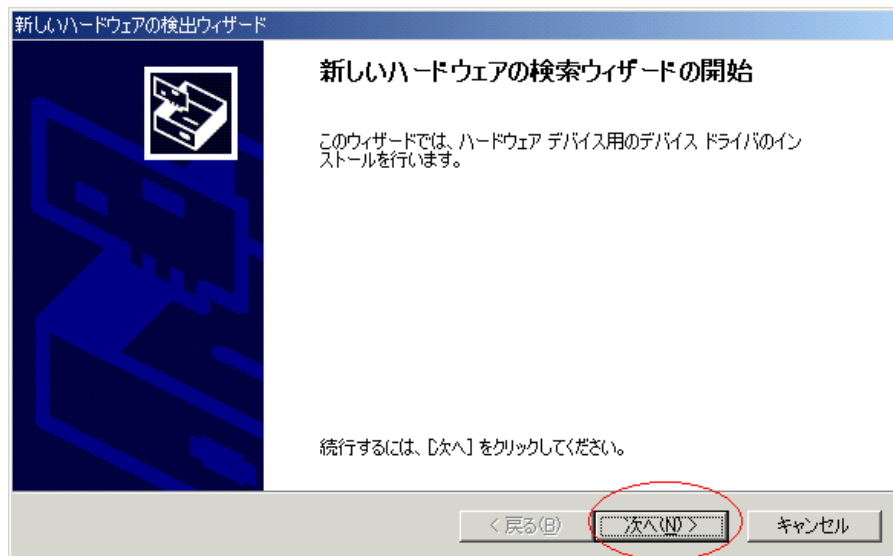 新しいハードウェアの検出ウィザード
新しいハードウェアの検索ウィザードの開始
このウィザードでは、ハードウェア デバイス用のデバイス ドライバのイン
ストールを行います。
続行するには、[次へ] をクリックしてください。
< 戻る(B)
次へ(N) >
キャンセル